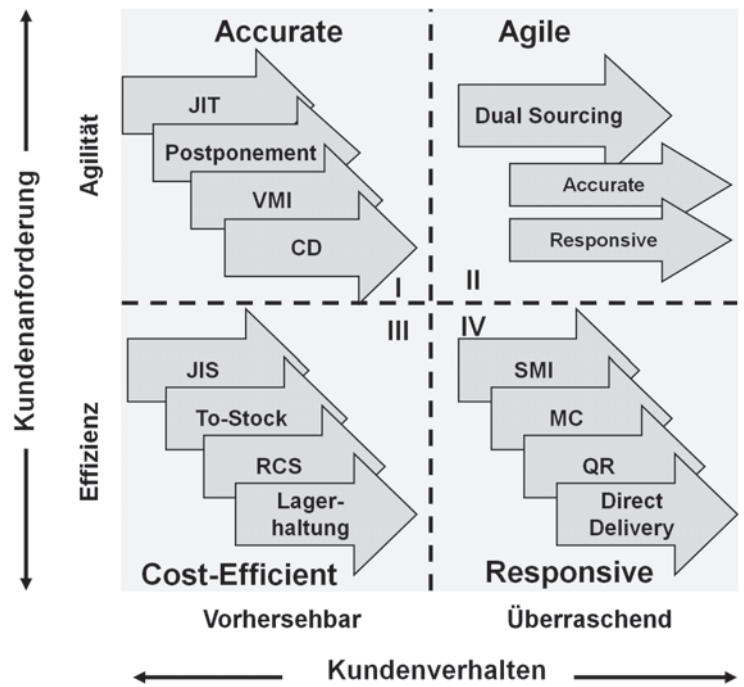 Accurate
Agile
JIT
Postponement
VMI
CD
I
Dual Sourcing
Accurate
Responsive
II
III
JIS
To-Stock
RCS
Lager-
haltung
Cost-Efficient
IV
SMI
MC
QR
Direct
Delivery
Responsive
Kundenanforderung
Agilität
Effizienz
Vorhersehbar
Überraschend
Kundenverhalten